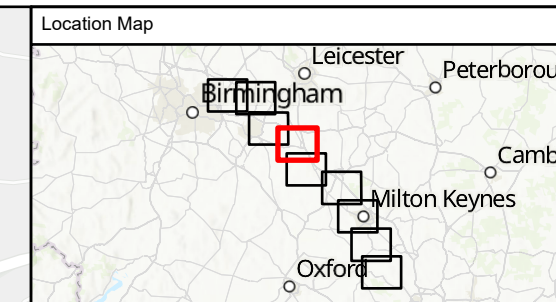 Location Map
Leicester
Peterborou
Birmingham
Camb
Milton Keynes
Oxford